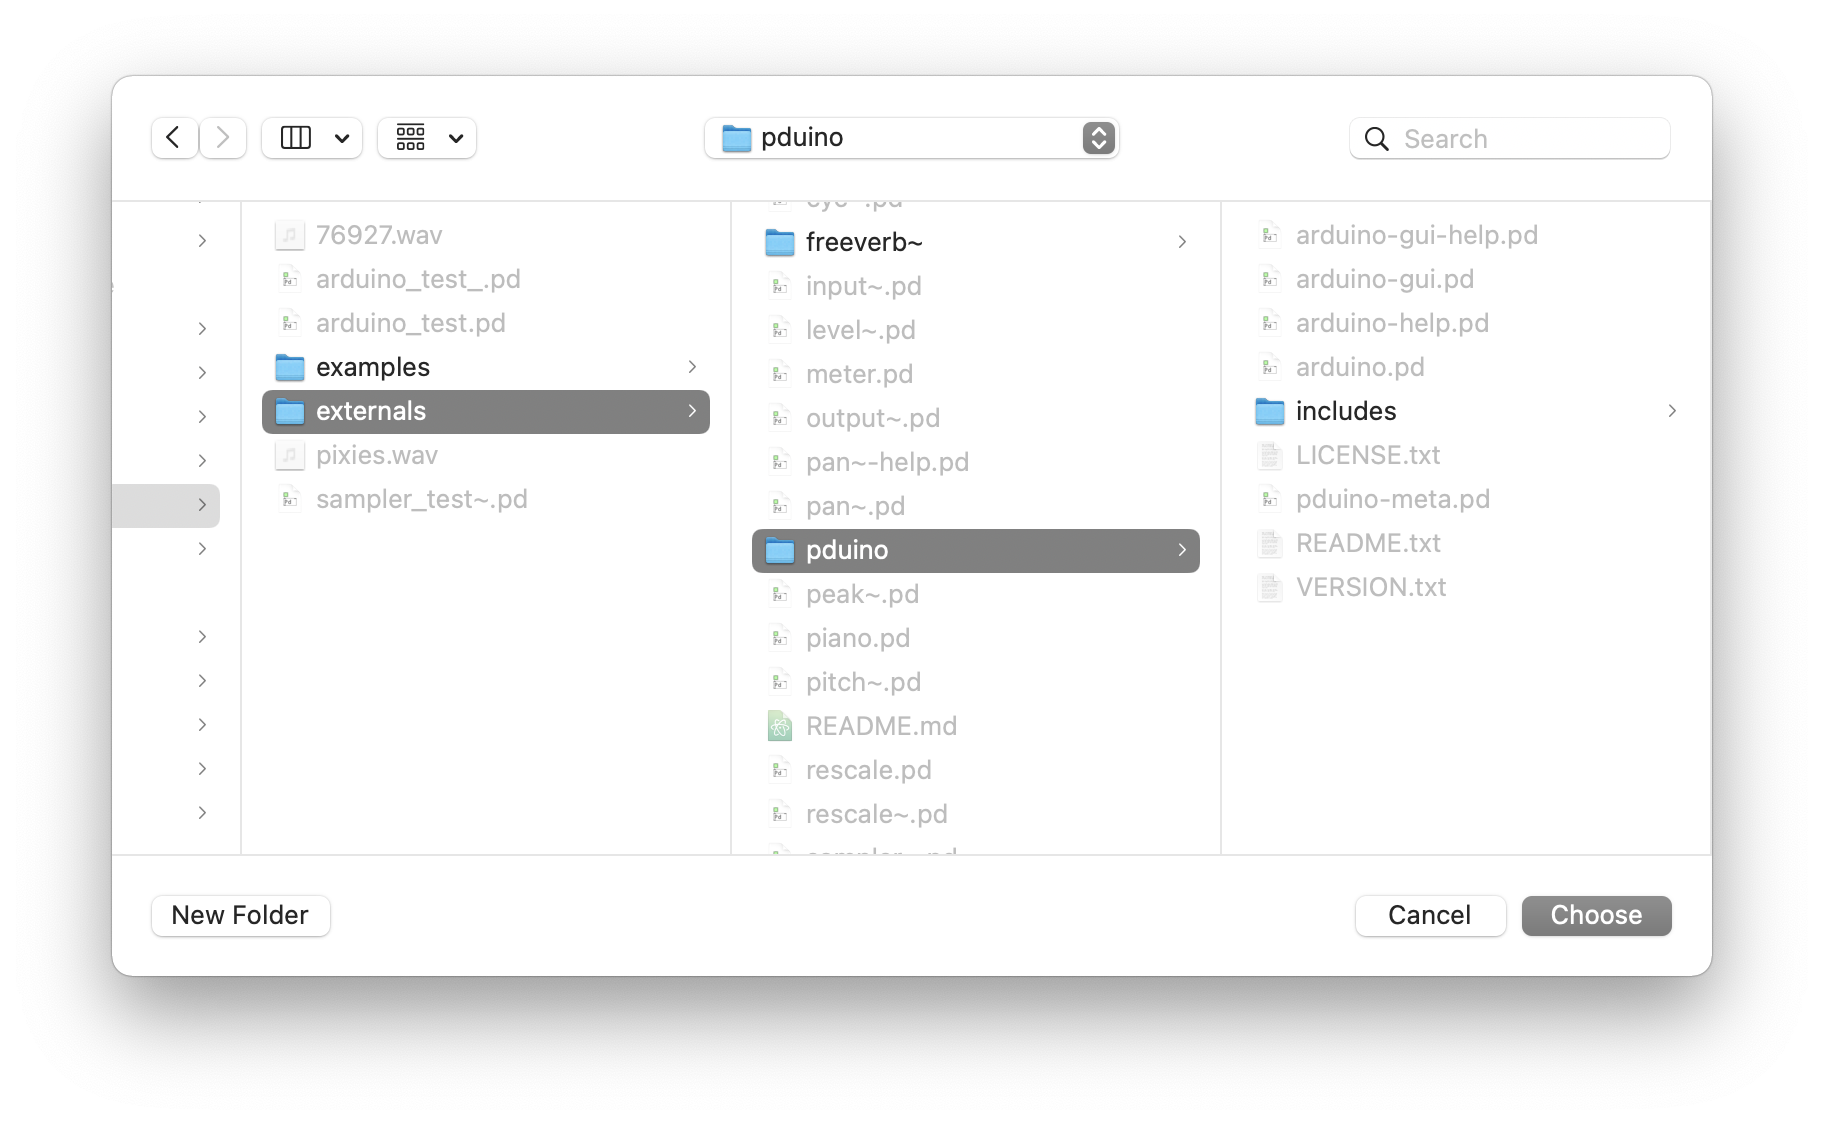 pduino
Search
76927.wav
arduino_test_.pd
arduino_test.pd
examples
externals
pixies.wav
sampler_test~.pd
freeverb~
input~.pd
level~.pd
meter.pd
output~.pd
pan~-help.pd
pan~.pd
pduino
peak~.pd
piano.pd
pitch~.pd
README.md
rescale.pd
rescale~.pd
arduino-gui-help.pd
arduino-gui.pd
arduino-help.pd
arduino.pd
includes
LICENSE.txt
pduino-meta.pd
README.txt
VERSION.txt
New Folder
Cancel
Choose